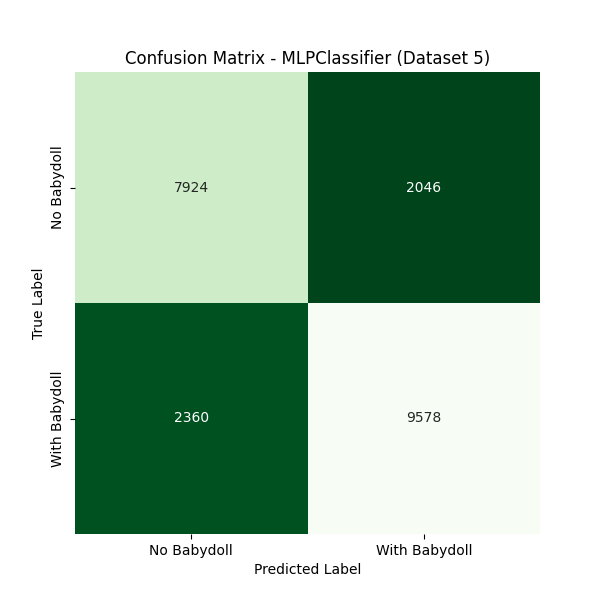 Confusion Matrix - MLPClassifier (Dataset 5)
True Label
No Babydoll
7924
2046
With Babydoll
2360
9578
No Babydoll
With Babydoll
Predicted Label